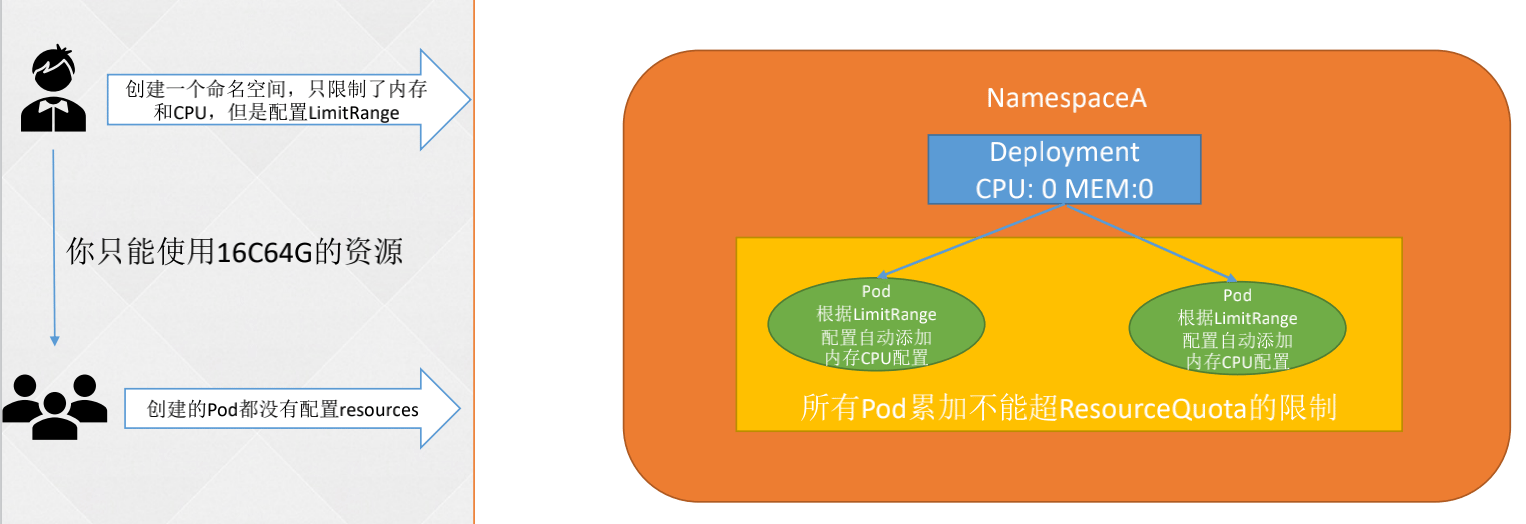 创建一个命名空间，只限制了内存
和CPU，但是配置LimitRange
你只能使用16C64G的资源
创建的Pod都没有配置resources
NamespaceA
Deployment
CPU: 0 MEM:0
Pod
根据LimitRange
配置自动添加
内存CPU配置
Pod
根据LimitRange
配置自动添加
内存CPU配置
所有Pod累加不能超ResourceQuota的限制